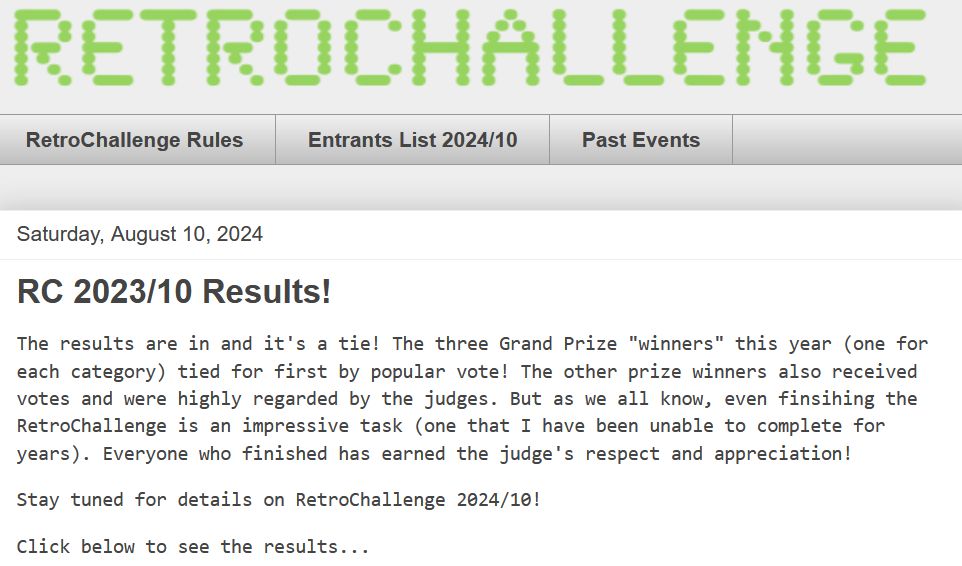 RETROCHALLENGE
RetroChallenge Rules
Entrants List 2024/10
Past Events
Saturday, August 10, 2024
RC 2023/10 Results!
The results are in and it's a tie! The three Grand Prize "winners" this year (one for
each category) tied for first by popular vote! The other prize winners also received
votes and were highly regarded by the judges. But as we all know, even finsihing the
RetroChallenge is an impressive task (one that I have been unable to complete for
years). Everyone who finished has earned the judge's respect and appreciation!
Stay tuned for details on RetroChallenge 2024/10!
Click below to see the results...